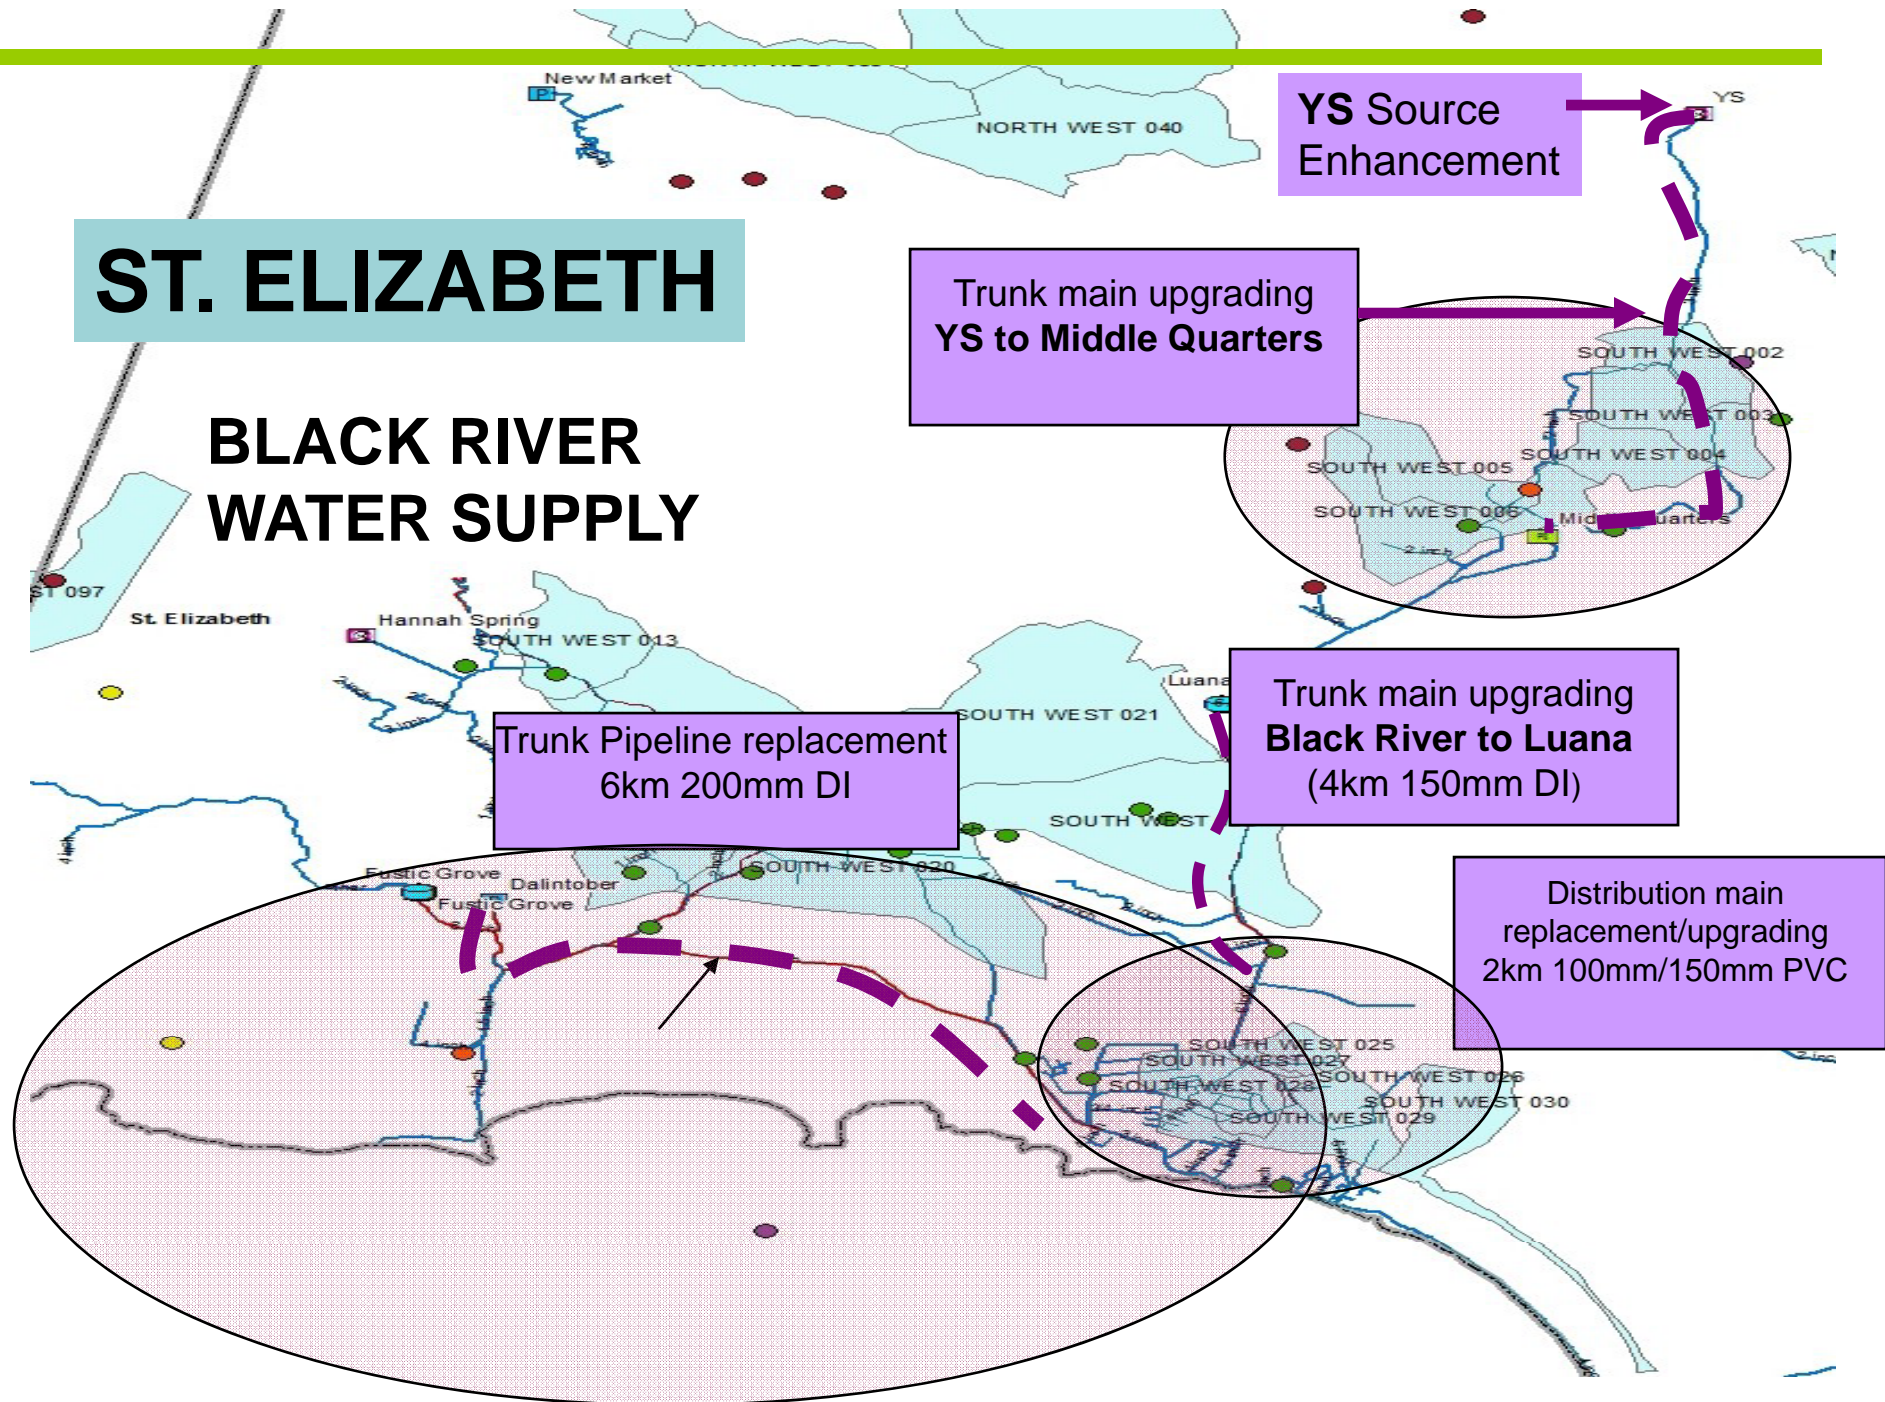 New Market
NORTH WEST 040
YS Source
Enhancement
YS
ST. ELIZABETH
Trunk main upgrading
YS to Middle Quarters
SOUTH WEST 002
SOUTH WEST 003
SOUTH WEST 004
SOUTH WEST 005
SOUTH WEST 006
2 inch
BLACK RIVER
WATER SUPPLY
ST 097
St. Elizabeth
Hannah Spring
SOUTH WEST 013
Luana
SOUTH WEST 021
Trunk main upgrading
Black River to Luana
(4km 150mm DI)
Trunk Pipeline replacement
6km 200mm DI
SOUTH WEST
SOUTH WEST 020
4 inch
Fustic Grove
Dalintober
Fustic Grove
Distribution main
replacement/upgrading
2km 100mm/150mm PVC
SOUTH WEST 025
SOUTH WEST 027
SOUTH WEST 028
SOUTH WEST 026
SOUTH WEST 030
SOUTH WEST 029